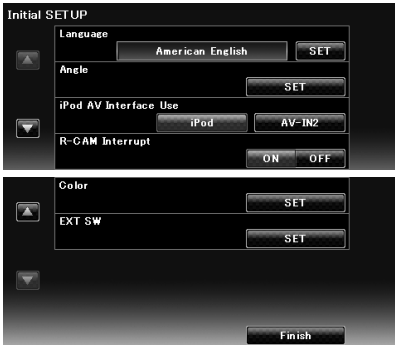 Initial SETUP
Language
American English SET
Angle
SET
iPod AV Interface Use
iPod AV-IN2
R-CAM Interrupt
ON OFF
Color
SET
EXT SW
SET
Finish